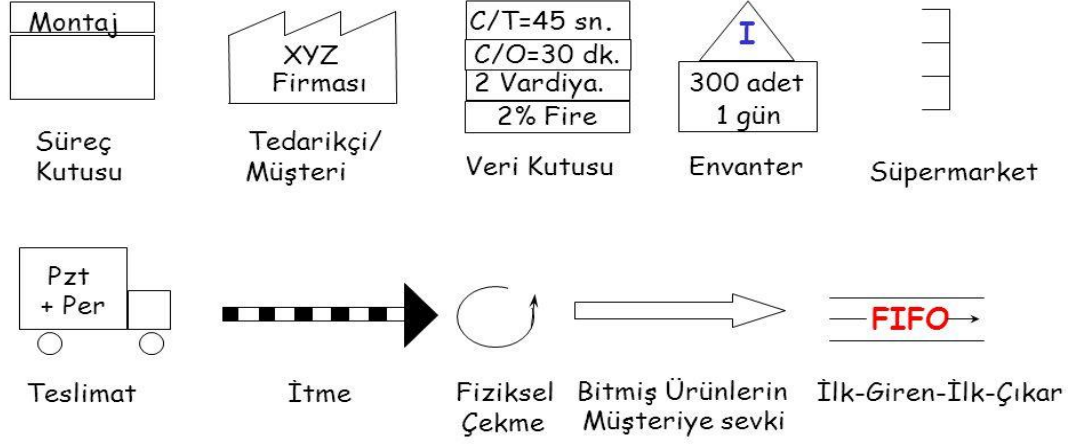 Montaj
XYZ
Firması
C/T=45 sn.
C/O=30 dk.
2 Vardiya.
2% Fire
I
300 adet
1 gün
Süreç
Kutusu
Tedarikçi/
Müşteri
Veri Kutusu
Envanter
Süpermarket
Pzt
+ Per
FIFO
Teslimat
İtme
Fiziksel
Çekme
Bitmiş Ürünlerin
Müşteriye sevki
İlk-Giren-İlk-Çıkar